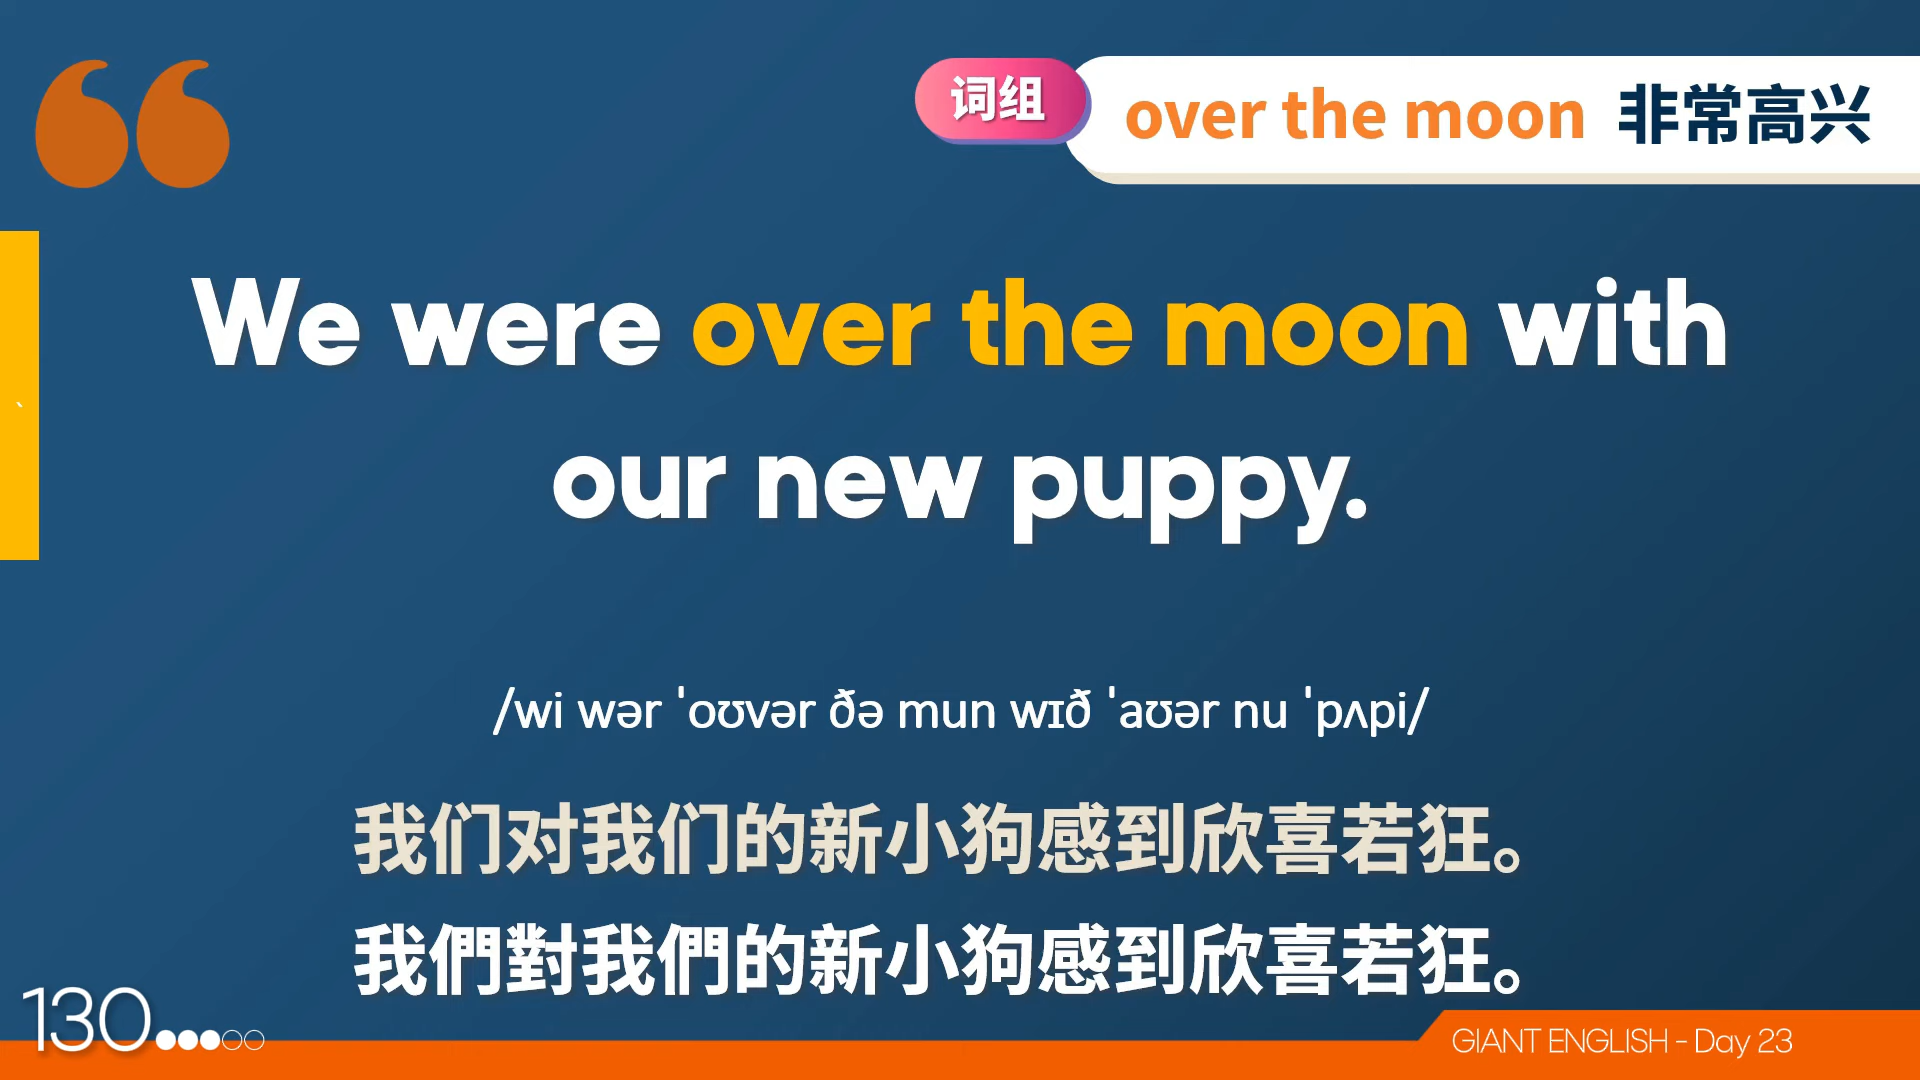 词组
over the moon 非常高兴
We were over the moon with
our new puppy.
/wi wər ˈoʊvər ðə mun wɪð ˈaʊər nu ˈpʌpi/
我们对我们的新小狗感到欣喜若狂。
我們對我們的新小狗感到欣喜若狂。
130
GIANT ENGLISH - Day 23